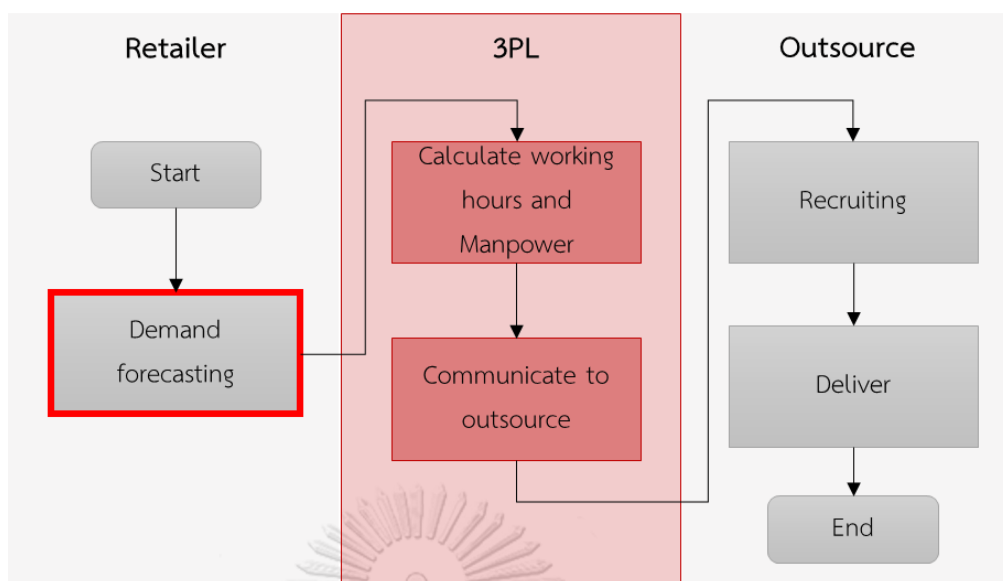 Retailer
3PL
Outsource
Start
Demand
forecasting
Calculate working
hours and
Manpower
Communicate to
outsource
Recruiting
Deliver
End